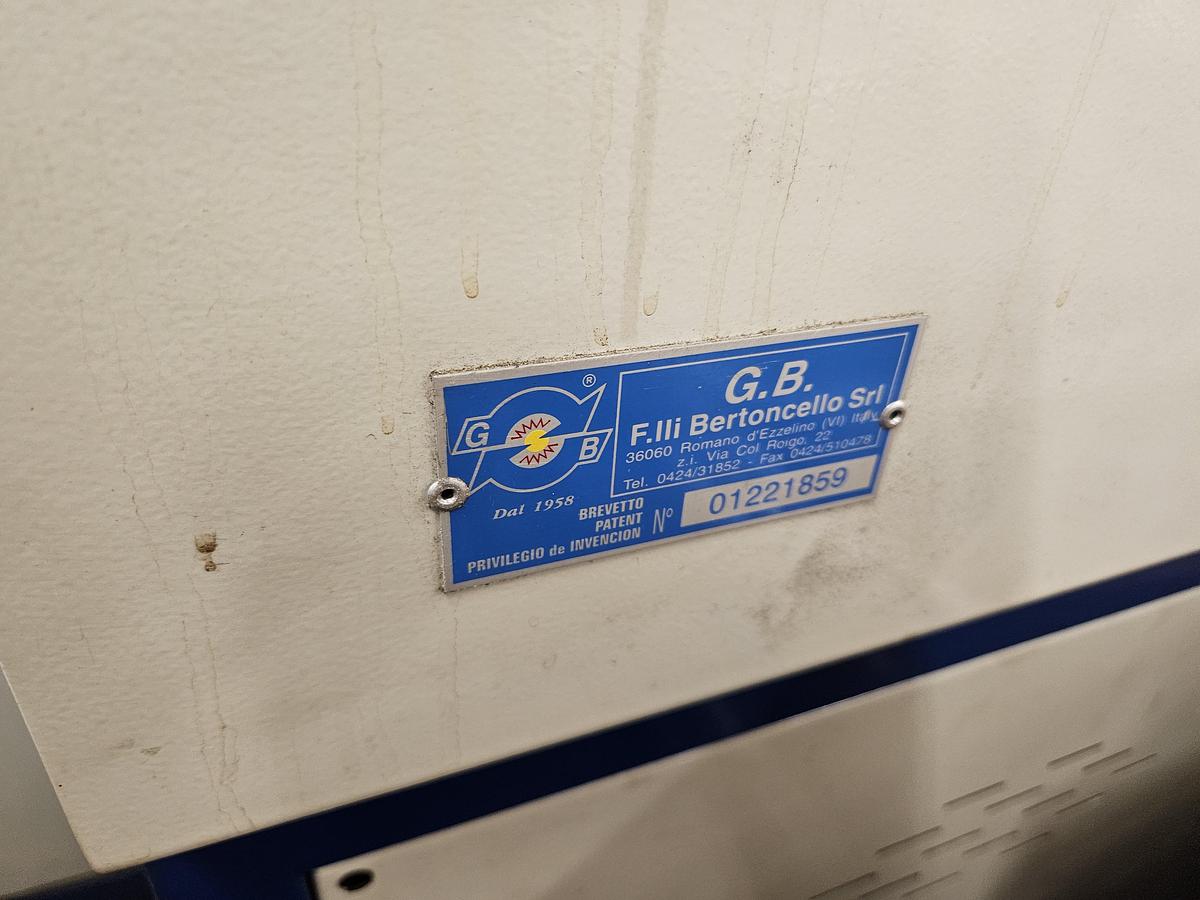 G B ®
Dal 1958
G.B.
F.lli Bertoncello Srl
36060 Romano d'Ezzelino (VI) Italy
z.i. Via Col Roigo, 22
Tel. 0424/31852 - Fax 0424/510478
BREVETTO
PATENT
PRIVILEGIO de INVENCION
N° 01221859